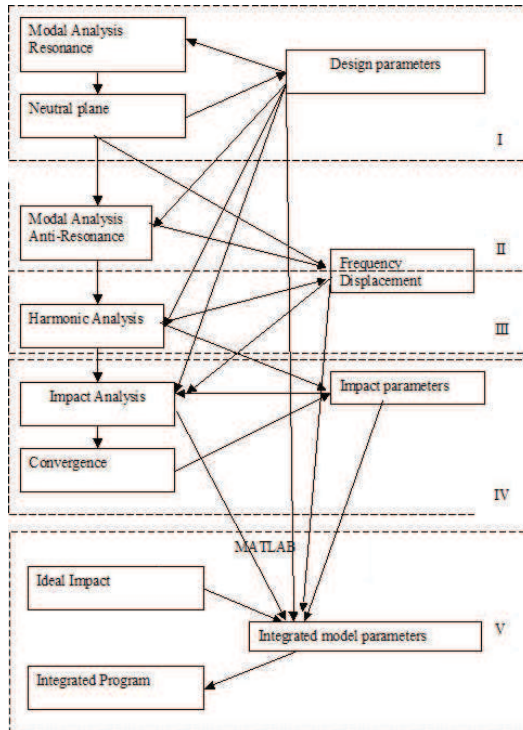 Modal Analysis
Resonance
Design parameters
Neutral plane
I
Modal Analysis
Anti-Resonance
II
Frequency
Displacement
Harmonic Analysis
III
Impact Analysis
Impact parameters
Convergence
IV
MATLAB
Ideal Impact
Integrated model parameters
V
Integrated Program